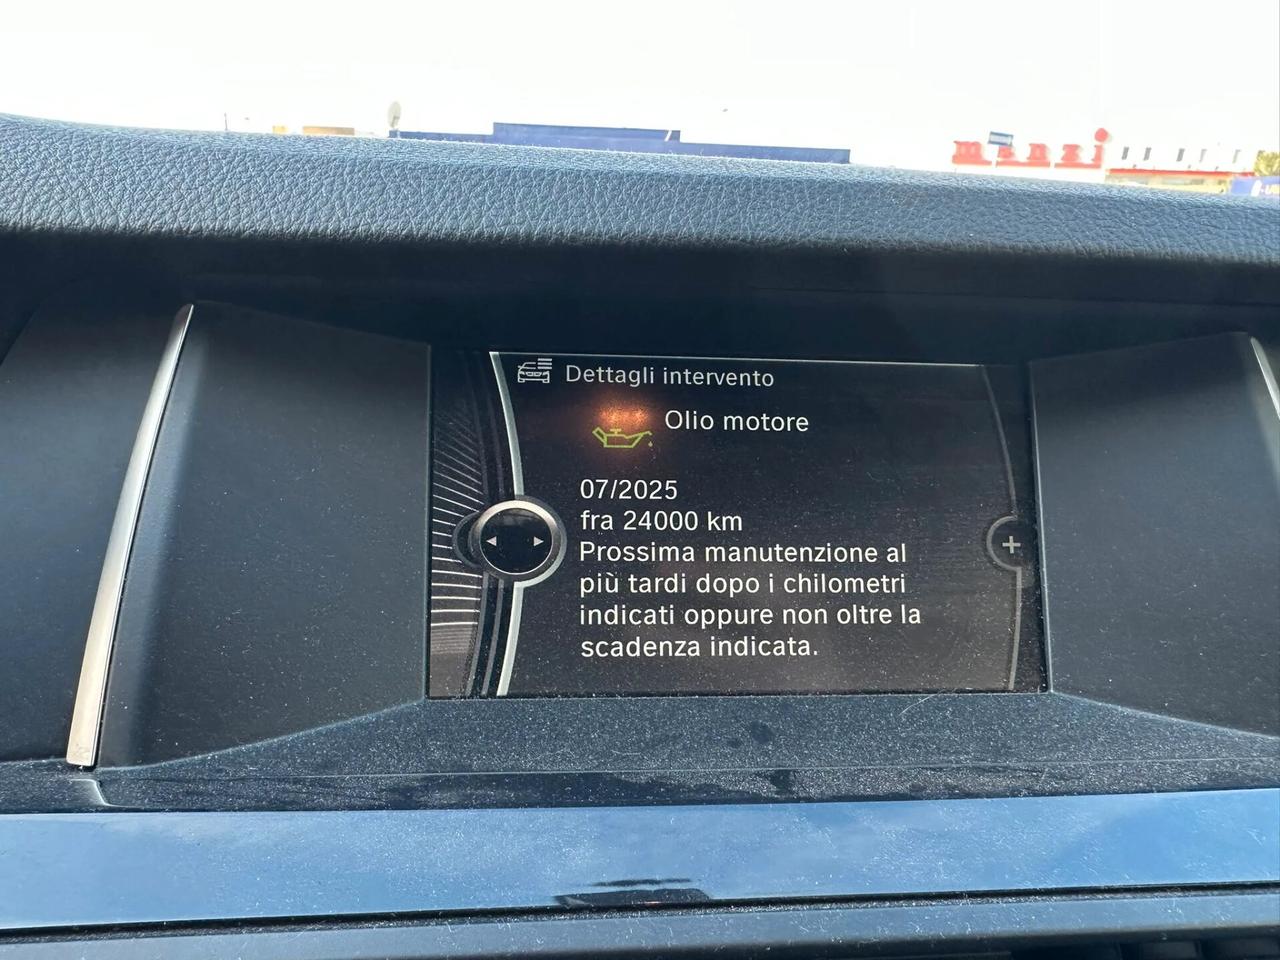 manzi
Dettagli intervento
Olio motore
07/2025
fra 24000 km
Prossima manutenzione al
più tardi dopo i chilometri
indicati oppure non oltre la
scadenza indicata.
+